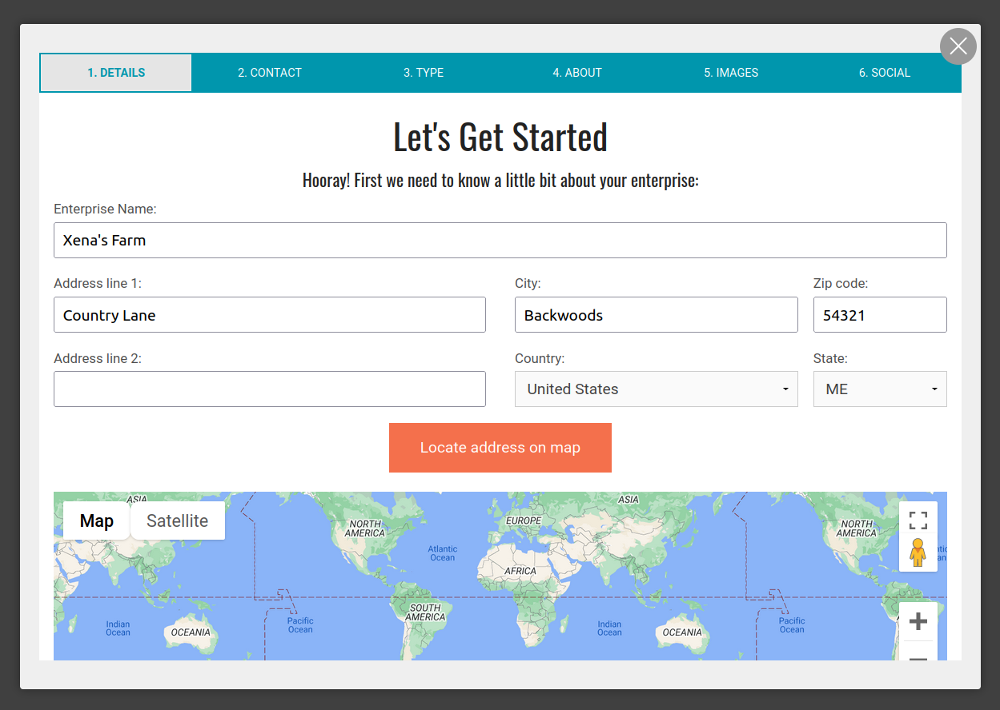 1. DETAILS
2. CONTACT
3. TYPE
4. ABOUT
5. IMAGES
6. SOCIAL
Let's Get Started
Hooray! First we need to know a little bit about your enterprise:
Enterprise Name:
Xena's Farm
Address line 1:
City:
Zip code:
Country Lane
Backwoods
54321
Address line 2:
Country:
State:
United States
ME
Locate address on map
Map
Satellite
ASIA
NORTH
AMERICA
Atlantic
Ocean
EUROPE
AFRICA
ASIA
NORTH
AMERICA
SOUTH
AMERICA
Indian
Ocean
OCEANIA
Pacific
Ocean
Indian
Ocean
OCEANIA
Pacific
Ocean